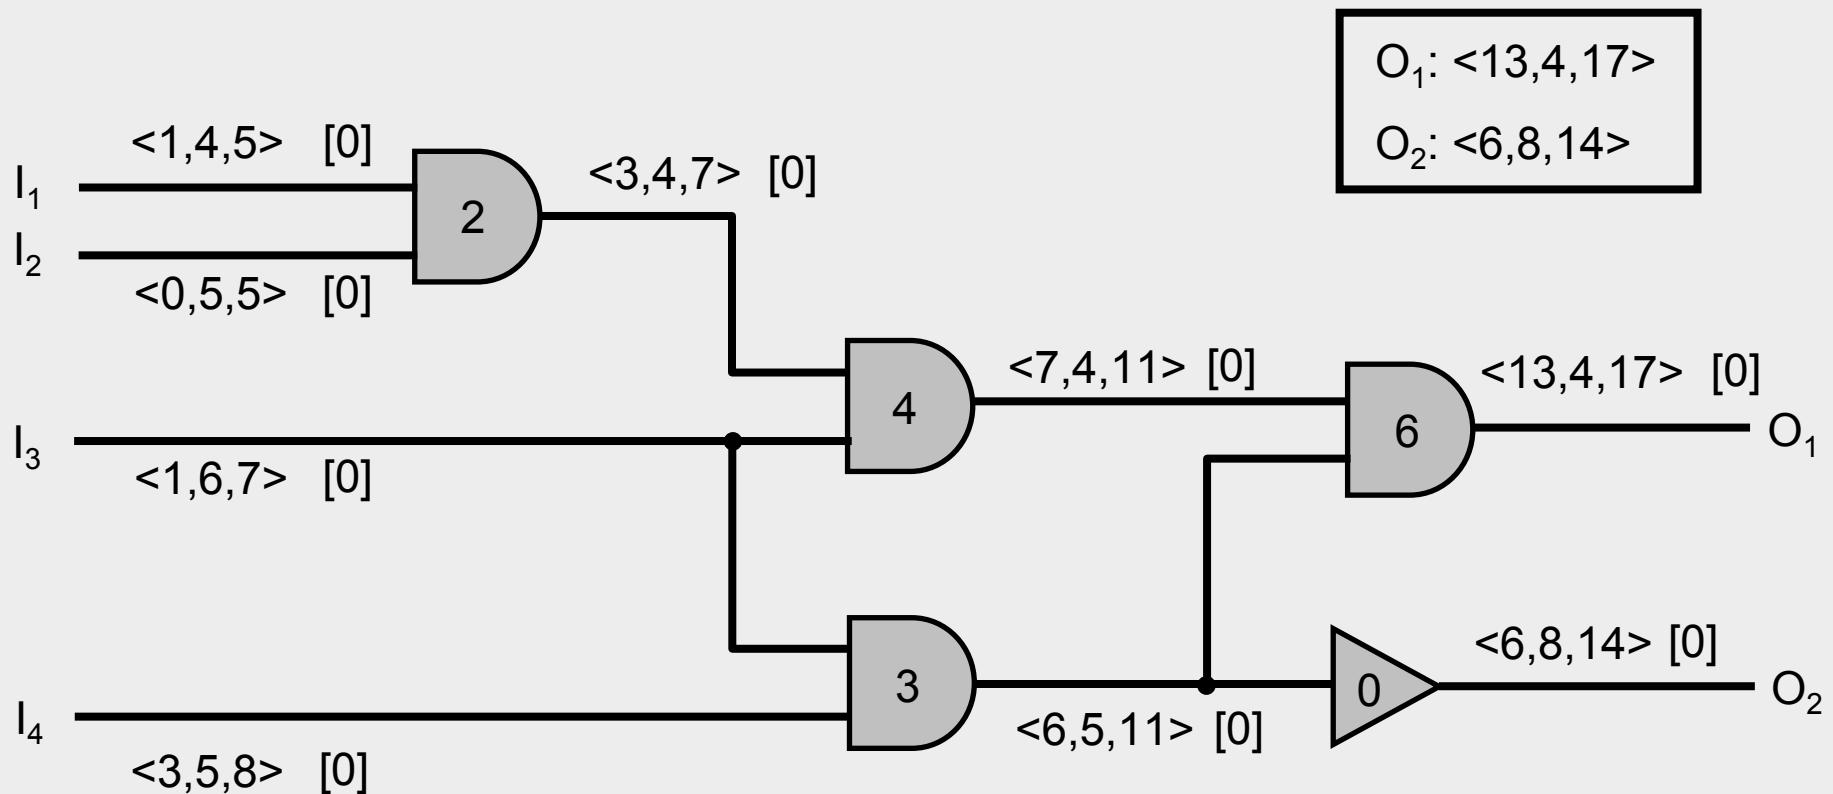 O₁: <13,4,17>
O₂: <6,8,14>
<1,4,5> [0]
I₁
2
<3,4,7> [0]
I₂
<0,5,5> [0]
4
<7,4,11> [0]
6
<13,4,17> [0]
O₁
I₃
<1,6,7> [0]
3
<6,5,11> [0]
0
<6,8,14> [0]
O₂
I₄
<3,5,8> [0]